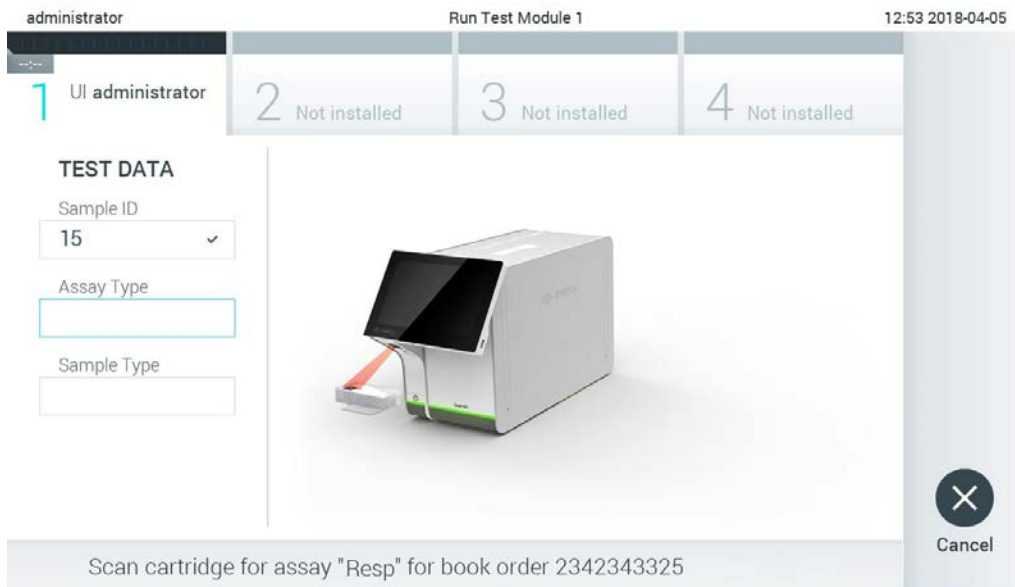 administrator Run Test Module 1 12:53 2018-04-05
--:--
1 UI administrator
2 Not installed
3 Not installed
4 Not installed
TEST DATA
Sample ID
15
Assay Type
Sample Type
Cancel
Scan cartridge for assay "Resp" for book order 2342343325